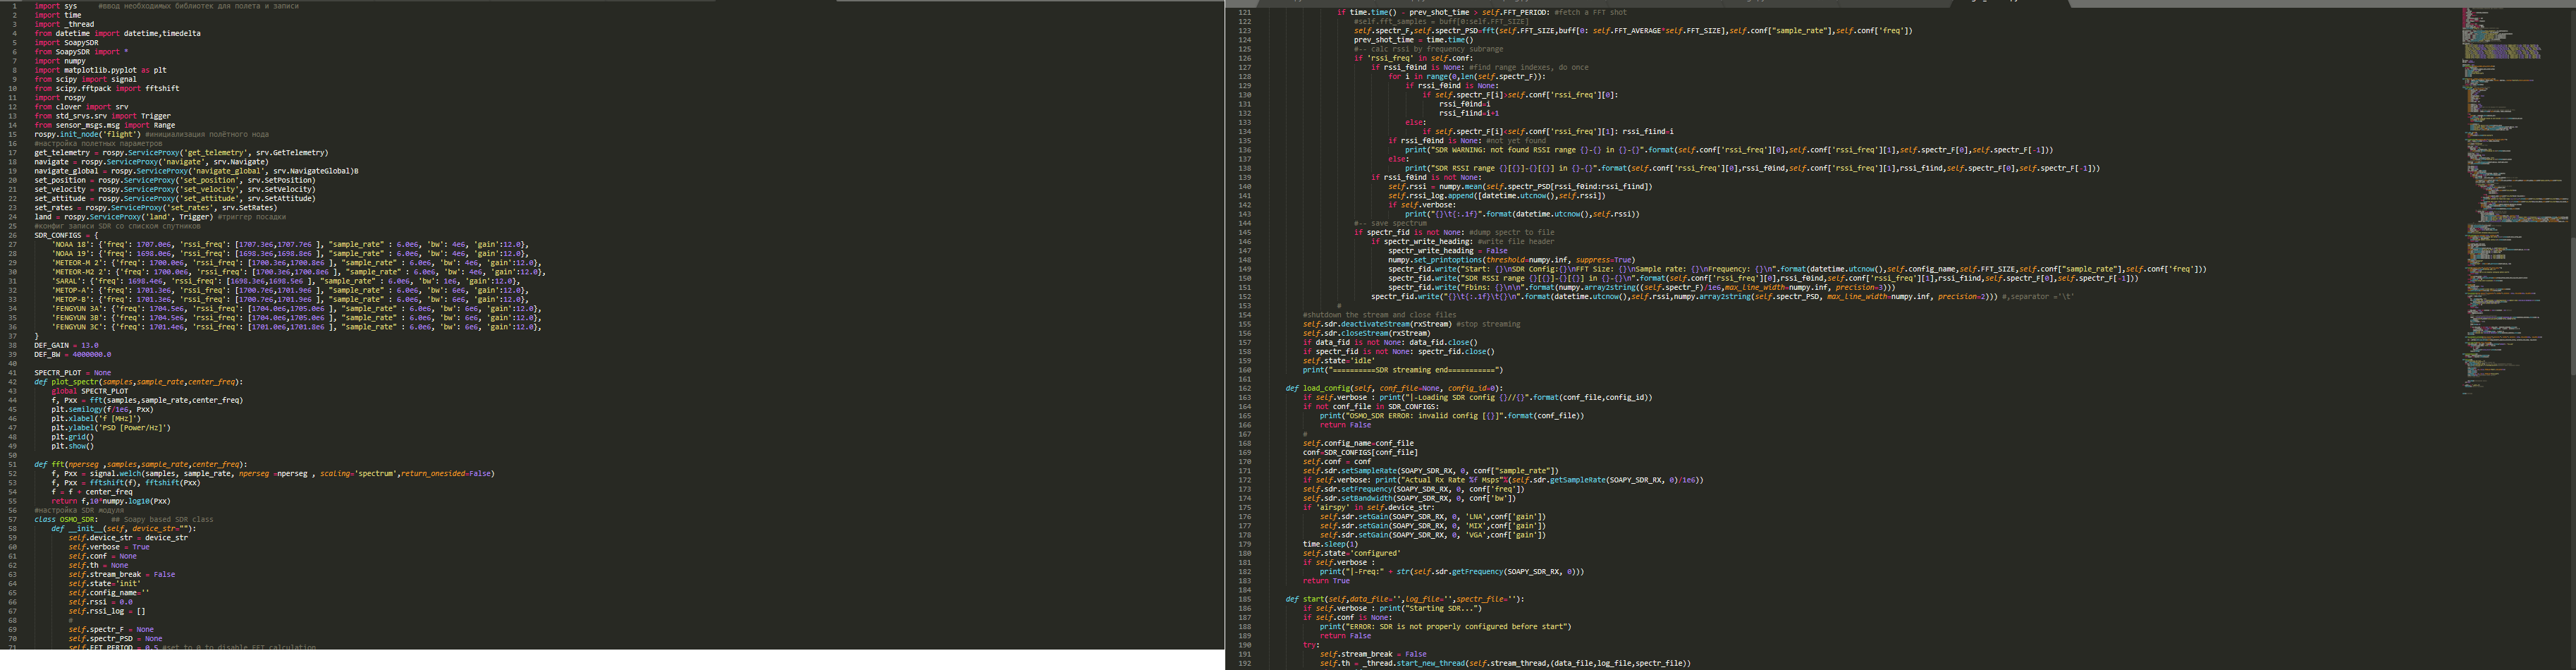 1 import sys #ввод необходимых библиотек для полета и записи
2 import time
3 import _thread
4 from datetime import datetime,timedelta
5 import SoapySDR
6 from SoapySDR import *
7 import numpy
8 import matplotlib.pyplot as plt
9 from scipy import signal
10 from scipy.fftpack import fftshift
11 import rospy
12 from clover import srv
13 from std_srvs.srv import Trigger
14 from sensor_msgs.msg import Range
15 rospy.init_node('flight') #инициализация полётного нода
16 #настройка полетных параметров
17 get_telemetry = rospy.ServiceProxy('get_telemetry', srv.GetTelemetry)
18 navigate = rospy.ServiceProxy('navigate', srv.Navigate)
19 navigate_global = rospy.ServiceProxy('navigate_global', srv.NavigateGlobal)8
20 set_position = rospy.ServiceProxy('set_position', srv.SetPosition)
21 set_velocity = rospy.ServiceProxy('set_velocity', srv.SetVelocity)
22 set_attitude = rospy.ServiceProxy('set_attitude', srv.SetAttitude)
23 set_rates = rospy.ServiceProxy('set_rates', srv.SetRates)
24 land = rospy.ServiceProxy('land', Trigger) #триггер посадки
25 #конфиг записи SDR со списком спутников
26 SDR_CONFIGS = {
27 'NOAA 18': {'freq': 1707.0e6, 'rssi_freq': [1707.3e6,1707.7e6 ], "sample_rate" : 6.0e6, 'bw': 4e6, 'gain':12.0},
28 'NOAA 19': {'freq': 1698.0e6, 'rssi_freq': [1698.3e6,1698.8e6 ], "sample_rate" : 6.0e6, 'bw': 4e6, 'gain':12.0},
29 'METEOR-M 2': {'freq': 1700.0e6, 'rssi_freq': [1700.3e6,1700.8e6 ], "sample_rate" : 6.0e6, 'bw': 4e6, 'gain':12.0},
30 'METEOR-M2 2': {'freq': 1700.0e6, 'rssi_freq': [1700.3e6,1700.8e6 ], "sample_rate" : 6.0e6, 'bw': 4e6, 'gain':12.0},
31 'SARAL': {'freq': 1698.4e6, 'rssi_freq': [1698.3e6,1698.5e6 ], "sample_rate" : 6.0e6, 'bw': 1e6, 'gain':12.0},
32 'METOP-A': {'freq': 1701.3e6, 'rssi_freq': [1700.7e6,1701.9e6 ], "sample_rate" : 6.0e6, 'bw': 6e6, 'gain':12.0},
33 'METOP-B': {'freq': 1701.3e6, 'rssi_freq': [1700.7e6,1701.9e6 ], "sample_rate" : 6.0e6, 'bw': 6e6, 'gain':12.0},
34 'FENGYUN 3A': {'freq': 1704.5e6, 'rssi_freq': [1704.0e6,1705.0e6 ], "sample_rate" : 6.0e6, 'bw': 6e6, 'gain':12.0},
35 'FENGYUN 3B': {'freq': 1704.5e6, 'rssi_freq': [1704.0e6,1705.0e6 ], "sample_rate" : 6.0e6, 'bw': 6e6, 'gain':12.0},
36 'FENGYUN 3C': {'freq': 1701.4e6, 'rssi_freq': [1701.0e6,1701.8e6 ], "sample_rate" : 6.0e6, 'bw': 6e6, 'gain':12.0},
37 }
38 DEF_GAIN = 13.0
39 DEF_BW = 4000000.0
40
41 SPECTR_PLOT = None
42 def plot_spectr(samples,sample_rate,center_freq):
43 global SPECTR_PLOT
44 f, Pxx = fft(samples,sample_rate,center_freq)
45 plt.semilogy(f/1e6, Pxx)
46 plt.xlabel('f [MHz]')
47 plt.ylabel('PSD [Power/Hz]')
48 plt.grid()
49 plt.show()
50
51 def fft(nperseg ,samples,sample_rate,center_freq):
52 f, Pxx = signal.welch(samples, sample_rate, nperseg =nperseg , scaling='spectrum',return_onesided=False)
53 f, Pxx = fftshift(f), fftshift(Pxx)
54 f = f + center_freq
55 return f,10*numpy.log10(Pxx)
56 #настройка SDR модуля
57 class OSMO_SDR: ## Soapy based SDR class
58 def __init__(self, device_str=""):
59 self.device_str = device_str
60 self.verbose = True
61 self.conf = None
62 self.th = None
63 self.stream_break = False
64 self.state='init'
65 self.config_name=''
66 self.rssi = 0.0
67 self.rssi_log = []
68 #
69 self.spectr_F = None
70 self.spectr_PSD = None
71 self.FFT_PERIOD = 0.5 #set to 0 to disable FFT calculation
121 if time.time() - prev_shot_time > self.FFT_PERIOD: #fetch a FFT shot
122 #self.fft_samples = buff[0:self.FFT_SIZE]
123 self.spectr_F,self.spectr_PSD=fft(self.FFT_SIZE,buff[0: self.FFT_AVERAGE*self.FFT_SIZE],self.conf["sample_rate"],self.conf['freq'])
124 prev_shot_time = time.time()
125 #-- calc rssi by frequency subrange
126 if 'rssi_freq' in self.conf:
127 if rssi_f0ind is None: #find range indexes, do once
128 for i in range(0,len(self.spectr_F)):
129 if rssi_f0ind is None:
130 if self.spectr_F[i]>self.conf['rssi_freq'][0]:
131 rssi_f0ind=i
132 rssi_f1ind=i+1
133 else:
134 if self.spectr_F[i]<self.conf['rssi_freq'][1]: rssi_f1ind=i
135 if rssi_f0ind is None: #not yet found
136 print("SDR WARNING: not found RSSI range {}-{} in {}-{}".format(self.conf['rssi_freq'][0],self.conf['rssi_freq'][1],self.spectr_F[0],self.spectr_F[-1]))
137 else:
138 print("SDR RSSI range {}[{}]-{}[{}] in {}-{}".format(self.conf['rssi_freq'][0],rssi_f0ind,self.conf['rssi_freq'][1],rssi_f1ind,self.spectr_F[0],self.spectr_F[-1]))
139 if rssi_f0ind is not None:
140 self.rssi = numpy.mean(self.spectr_PSD[rssi_f0ind:rssi_f1ind])
141 self.rssi_log.append([datetime.utcnow(),self.rssi])
142 if self.verbose:
143 print("{}\t{:.1f}".format(datetime.utcnow(),self.rssi))
144 #-- save spectrum
145 if spectr_fid is not None: #dump spectr to file
146 if spectr_write_heading: #write file header
147 spectr_write_heading = False
148 numpy.set_printoptions(threshold=numpy.inf, suppress=True)
149 spectr_fid.write("Start: {}\nSDR Config:{}\nFFT Size: {}\nSample rate: {}\nFrequency: {}\n".format(datetime.utcnow(),self.config_name,self.FFT_SIZE,self.conf["sample_rate"],self.conf['freq']))
150 spectr_fid.write("SDR RSSI range {}[{}]-{}[{}] in {}-{}\n".format(self.conf['rssi_freq'][0],rssi_f0ind,self.conf['rssi_freq'][1],rssi_f1ind,self.spectr_F[0],self.spectr_F[-1]))
151 spectr_fid.write("Fbins: {}\n\n".format(numpy.array2string((self.spectr_F)/1e6,max_line_width=numpy.inf, precision=3)))
152 spectr_fid.write("{}\t{:.1f}\t{}\n".format(datetime.utcnow(),self.rssi,numpy.array2string(self.spectr_PSD, max_line_width=numpy.inf, precision=2))) #,separator ='\t'
153 #
154 #shutdown the stream and close files
155 self.sdr.deactivateStream(rxStream) #stop streaming
156 self.sdr.closeStream(rxStream)
157 if data_fid is not None: data_fid.close()
158 if spectr_fid is not None: spectr_fid.close()
159 self.state='idle'
160 print("==========SDR streaming end===========")
161
162 def load_config(self, conf_file=None, config_id=0):
163 if self.verbose : print("|-Loading SDR config {}//{}".format(conf_file,config_id))
164 if not conf_file in SDR_CONFIGS:
165 print("OSMO_SDR ERROR: invalid config [{}]".format(conf_file))
166 return False
167 #
168 self.config_name=conf_file
169 conf=SDR_CONFIGS[conf_file]
170 self.conf = conf
171 self.sdr.setSampleRate(SOAPY_SDR_RX, 0, conf["sample_rate"])
172 if self.verbose: print("Actual Rx Rate %f Msps"%(self.sdr.getSampleRate(SOAPY_SDR_RX, 0)/1e6))
173 self.sdr.setFrequency(SOAPY_SDR_RX, 0, conf['freq'])
174 self.sdr.setBandwidth(SOAPY_SDR_RX, 0, conf['bw'])
175 if 'airspy' in self.device_str:
176 self.sdr.setGain(SOAPY_SDR_RX, 0, 'LNA',conf['gain'])
177 self.sdr.setGain(SOAPY_SDR_RX, 0, 'MIX',conf['gain'])
178 self.sdr.setGain(SOAPY_SDR_RX, 0, 'VGA',conf['gain'])
179 time.sleep(1)
180 self.state='configured'
181 if self.verbose :
182 print("|-Freq:" + str(self.sdr.getFrequency(SOAPY_SDR_RX, 0)))
183 return True
184
185 def start(self,data_file='',log_file='',spectr_file=''):
186 if self.verbose : print("Starting SDR...")
187 if self.conf is None:
188 print("ERROR: SDR is not properly configured before start")
189 return False
190 try:
191 self.stream_break = False
192 self.th = _thread.start_new_thread(self.stream_thread,(data_file,log_file,spectr_file))